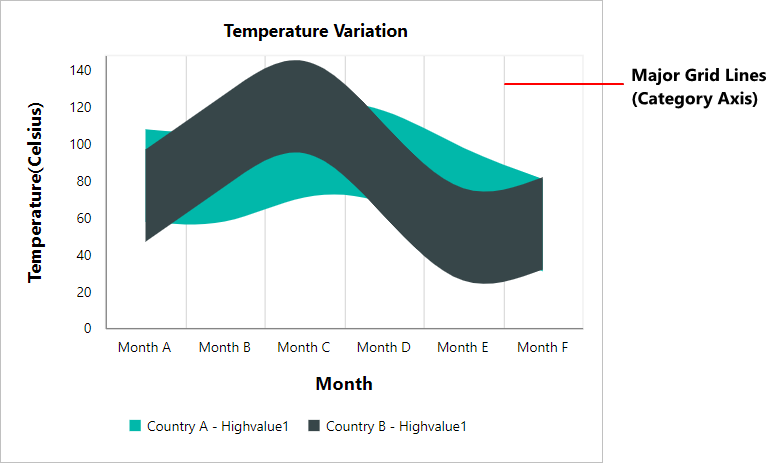 Temperature Variation
Major Grid Lines
(Category Axis)
Temperature(Celsius)
140
120
100
80
60
40
20
0
Month A Month B Month C Month D Month E Month F
Month
Country A - Highvalue1 Country B - Highvalue1